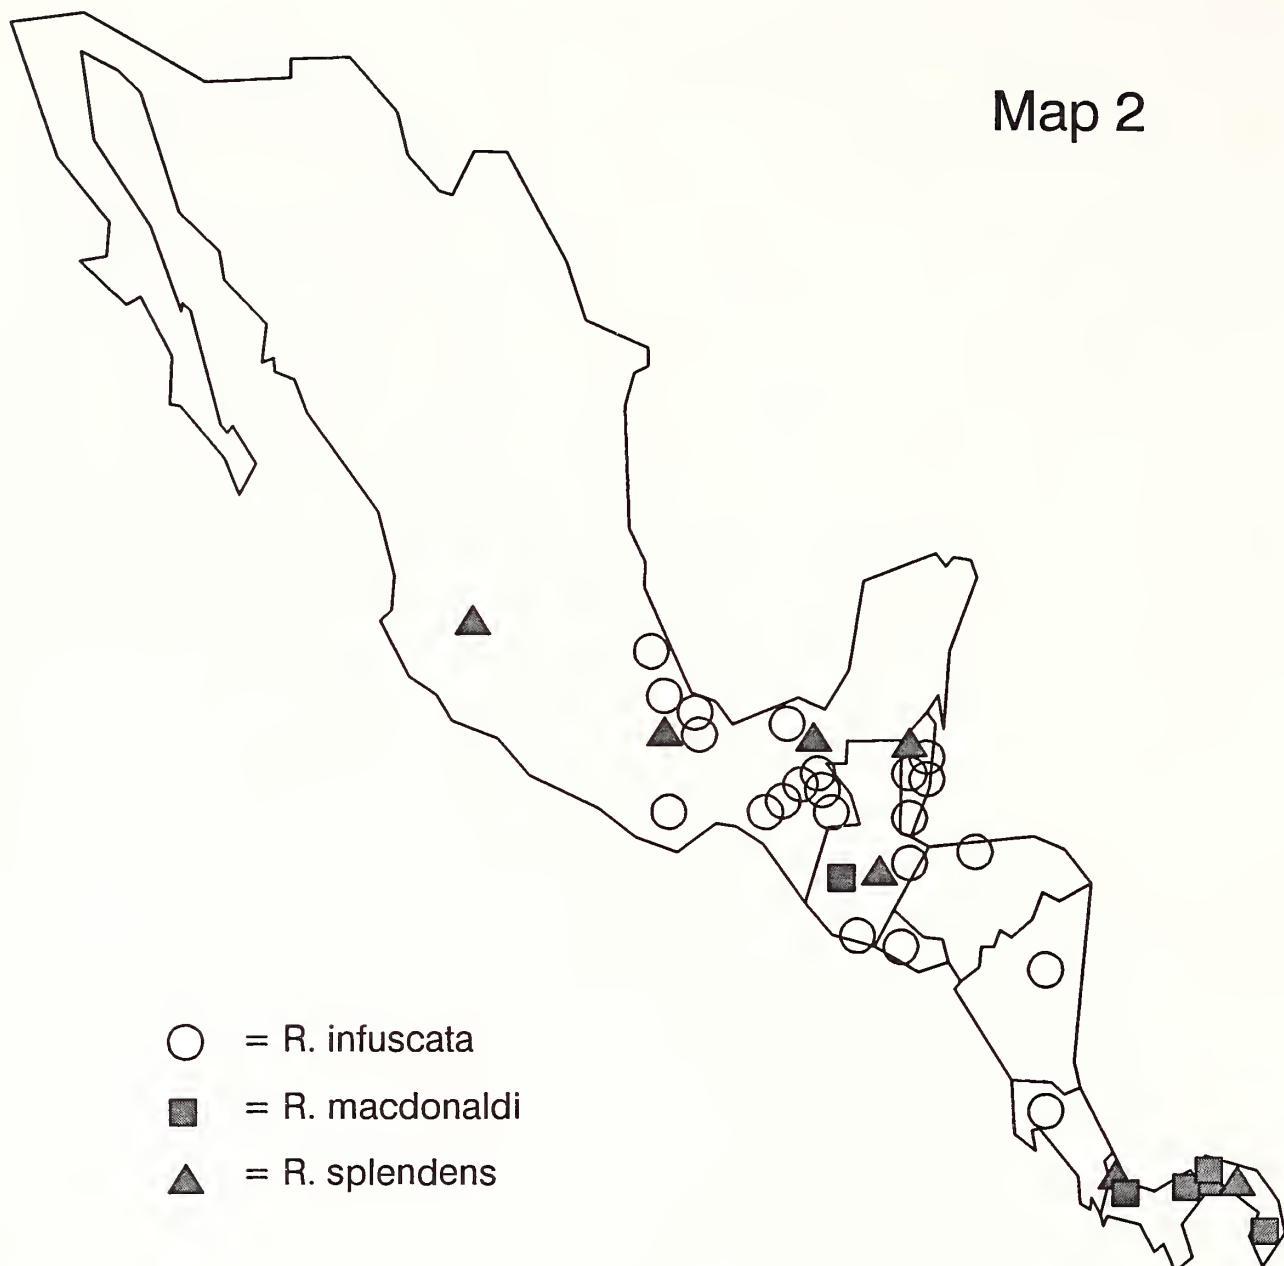 Map 2
= R. infuscata
= R. macdonaldi
= R. splendens